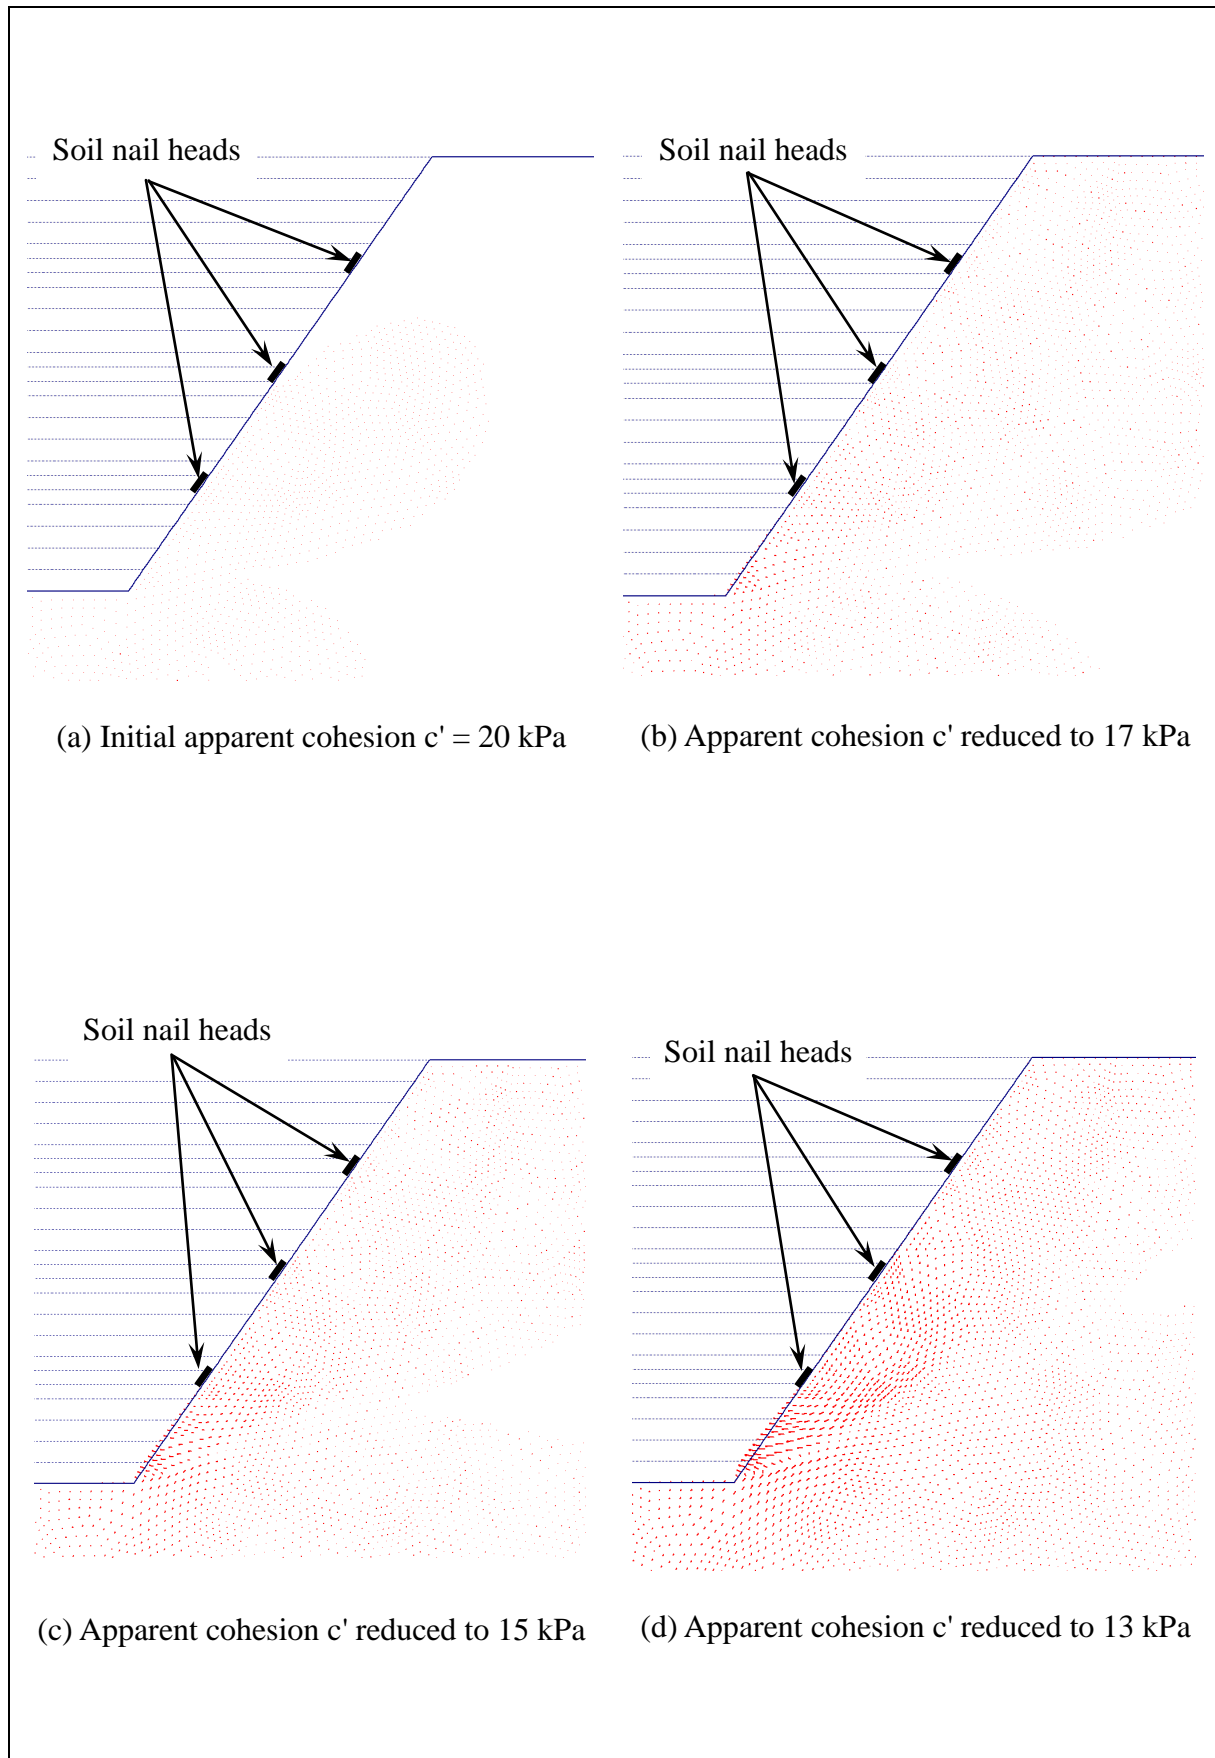 Soil nail heads
Soil nail heads
(a) Initial apparent cohesion c' = 20 kPa
(b) Apparent cohesion c' reduced to 17 kPa
Soil nail heads
Soil nail heads
(c) Apparent cohesion c' reduced to 15 kPa
(d) Apparent cohesion c' reduced to 13 kPa